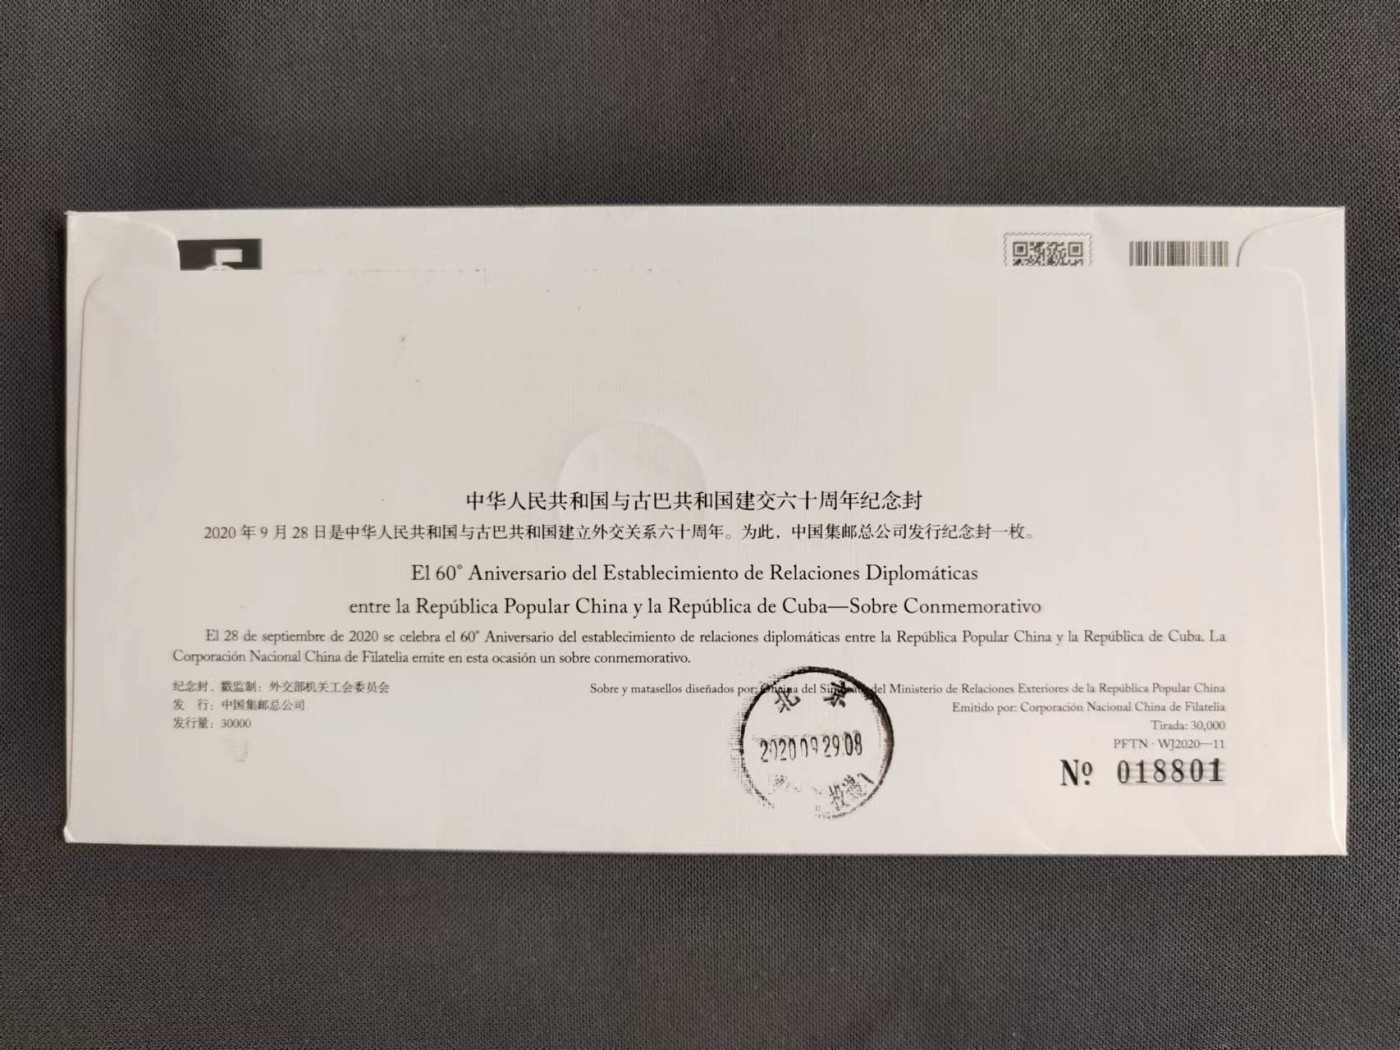 中华人民共和国与古巴共和国建交六十周年纪念封
2020 年 9 月 28 日是中华人民共和国与古巴共和国建立外交关系六十周年。为此，中国集邮总公司发行纪念封一枚。
El 60° Aniversario del Establecimiento de Relaciones Diplomáticas
entre la República Popular China y la República de Cuba—Sobre Conmemorativo
El 28 de septiembre de 2020 se celebra el 60° Aniversario del establecimiento de relaciones diplomáticas entre la República Popular China y la República de Cuba. La
Corporación Nacional China de Filatelia emite en esta ocasión un sobre conmemorativo.
纪念封、戳监制：外交部机关工会委员会
发 行：中国集邮总公司
发行量：30000
Sobre y matasellos diseñados por: del Ministerio de Relaciones Exteriores de la República Popular China
Emitido por: Corporación Nacional China de Filatelia
Tirada: 30,000
PFTN · WJ2020—11
Nº 018801
北京
2020 09 29.08
投递